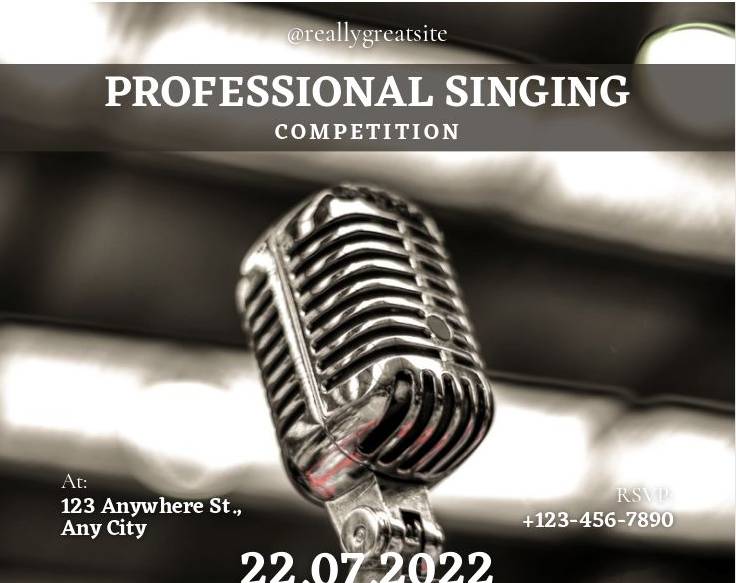 @reallygreatsite
PROFESSIONAL SINGING
COMPETITION
At:
123 Anywhere St.,
Any City
RSVP:
+123-456-7890
22.07.2022